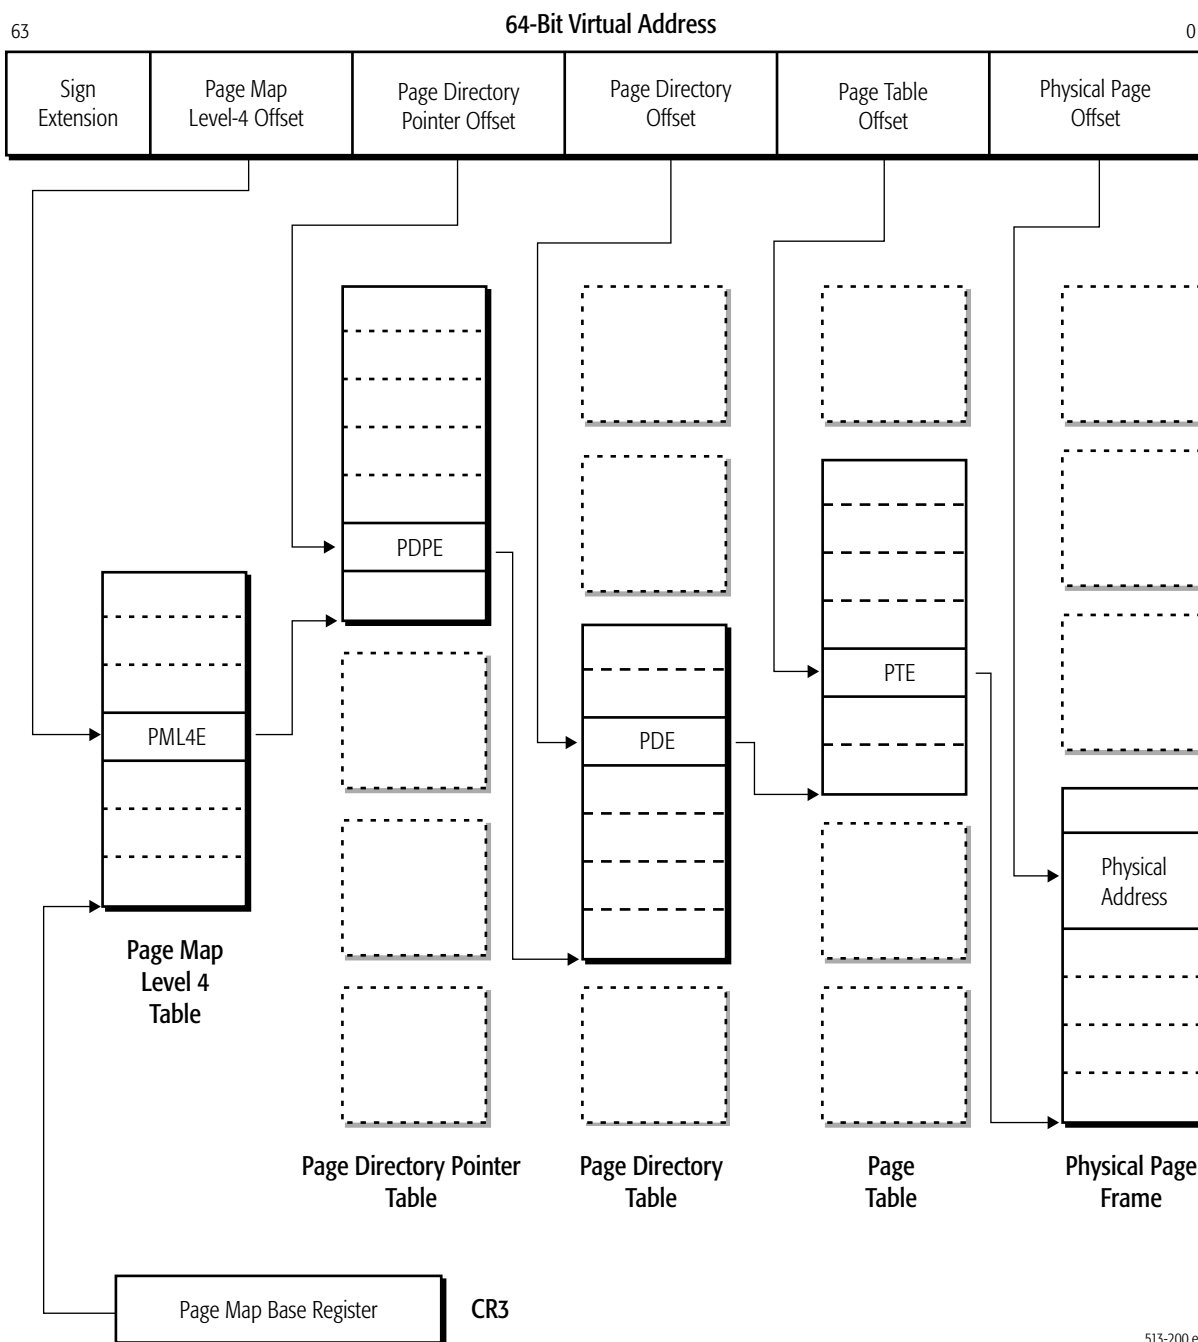 64-Bit Virtual Address
63
0
Sign
Extension
Page Map
Level-4 Offset
Page Directory
Pointer Offset
Page Directory
Offset
Page Table
Offset
Physical Page
Offset
PDPE
PTE
PML4E
PDE
Physical
Address
Page Map
Level 4
Table
Page Directory Pointer
Table
Page Directory
Table
Page
Table
Physical Page
Frame
Page Map Base Register
CR3
513-200 e